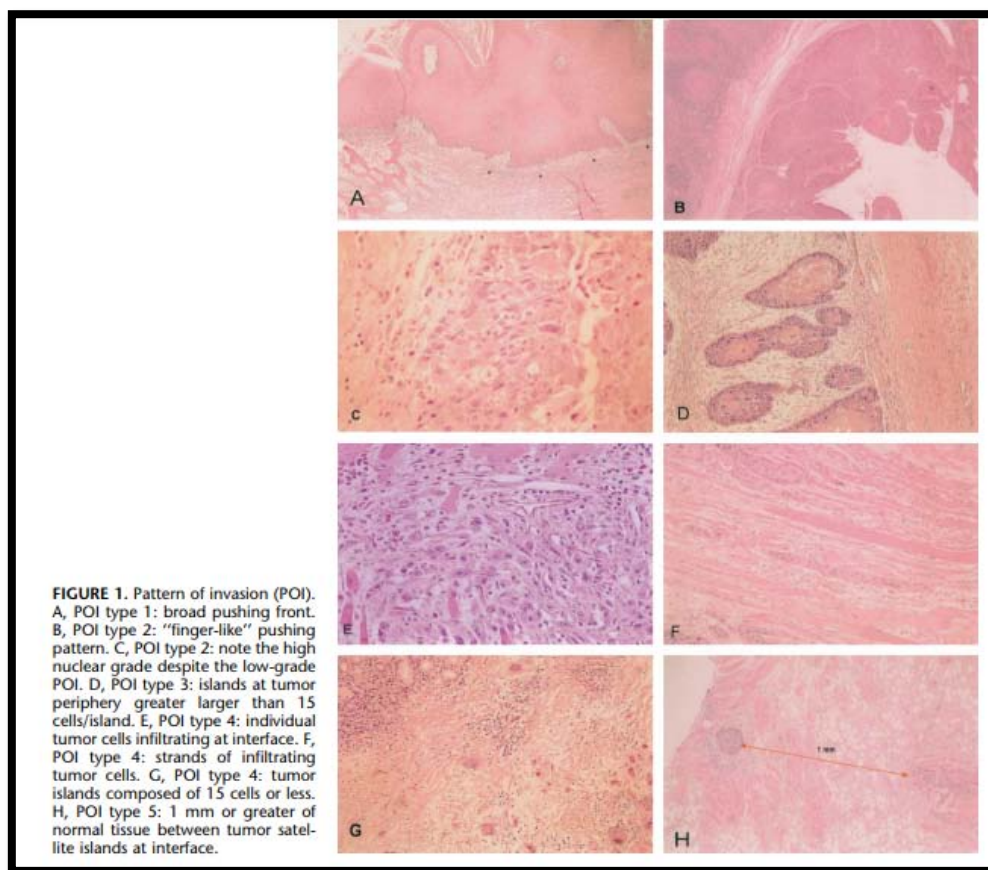 A
B
C
D
E
F
G
H
1 mm
FIGURE 1. Pattern of invasion (POI).
A, POI type 1: broad pushing front.
B, POI type 2: "finger-like" pushing
pattern. C, POI type 2: note the high
nuclear grade despite the low-grade
POI. D, POI type 3: islands at tumor
periphery greater larger than 15
cells/island. E, POI type 4: individual
tumor cells infiltrating at interface. F,
POI type 4: strands of infiltrating
tumor cells. G, POI type 4: tumor
islands composed of 15 cells or less.
H, POI type 5: 1 mm or greater of
normal tissue between tumor satel-
lite islands at interface.